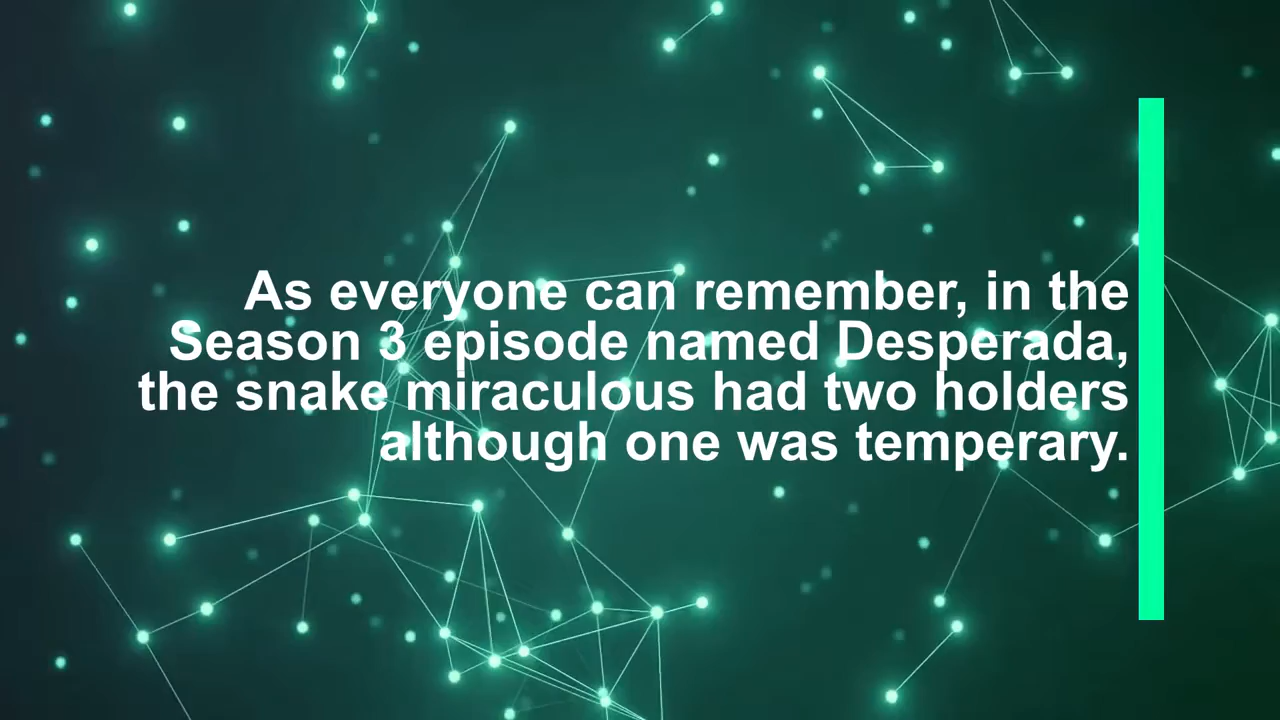 As everyone can remember, in the
Season 3 episode named Desperada,
the snake miraculous had two holders
although one was temperary.